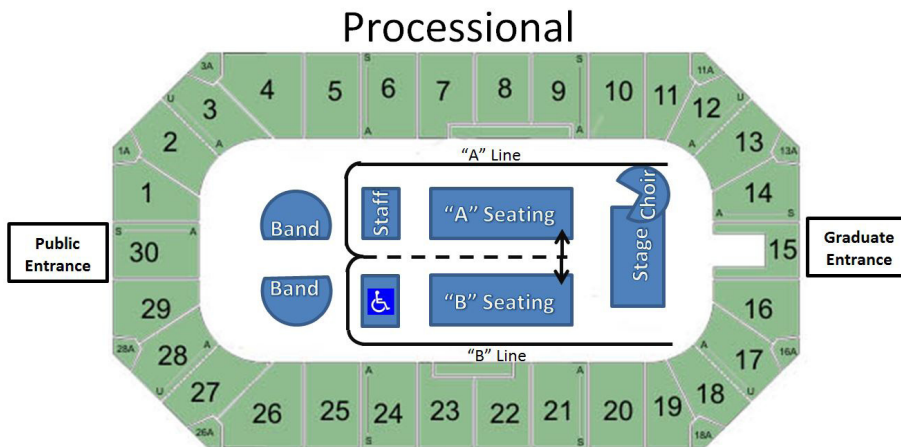 Processional
3A
4
5
S
6
A
7
8
9
S
A
10
11
11A
12
U
A
U
3
A
2
1A
1
13
13A
14
A
S
"A" Line
Band
Staff
"A" Seating
Choir
Stage
Public
Entrance
S
A
30
15
Graduate
Entrance
Band
"B" Seating
"B" Line
29
28A
28
A
U
27
26A
26
25
A
24
S
23
22
21
A
S
20
19
18
18A
A
U
17
16A
16